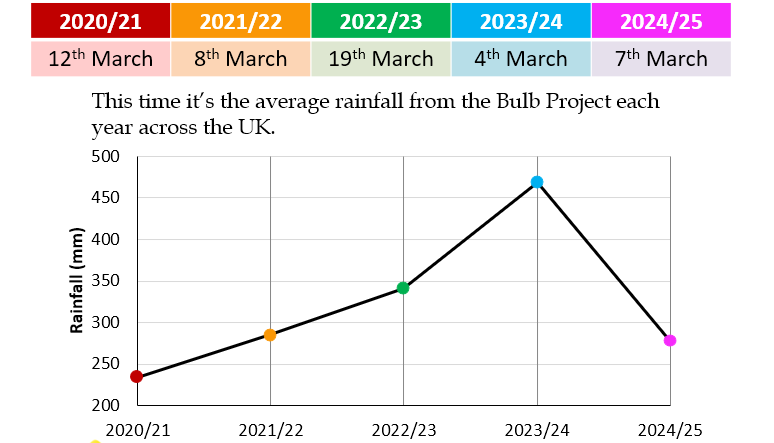 2020/21 2021/22 2022/23 2023/24 2024/25
12th March 8th March 19th March 4th March 7th March
This time it's the average rainfall from the Bulb Project each
year across the UK.
500
450
400
350
300
250
200
Rainfall (mm)
2020/21 2021/22 2022/23 2023/24 2024/25